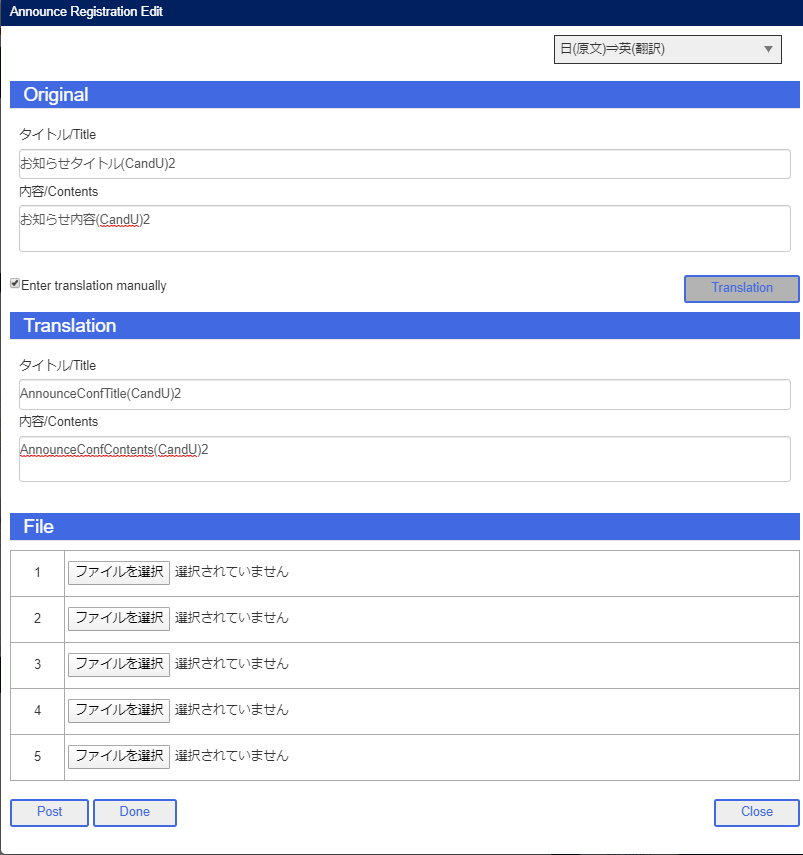 Announce Registration Edit
日(原文)⇒英(翻訳)
Original
タイトル/Title
お知らせタイトル(CandU)2
内容/Contents
お知らせ内容(CandU)2
Enter translation manually
Translation
Translation
タイトル/Title
AnnounceConfTitle(CandU)2
内容/Contents
AnnounceConfContents(CandU)2
File
1 ファイルを選択 選択されていません
2 ファイルを選択 選択されていません
3 ファイルを選択 選択されていません
4 ファイルを選択 選択されていません
5 ファイルを選択 選択されていません
Post Done Close